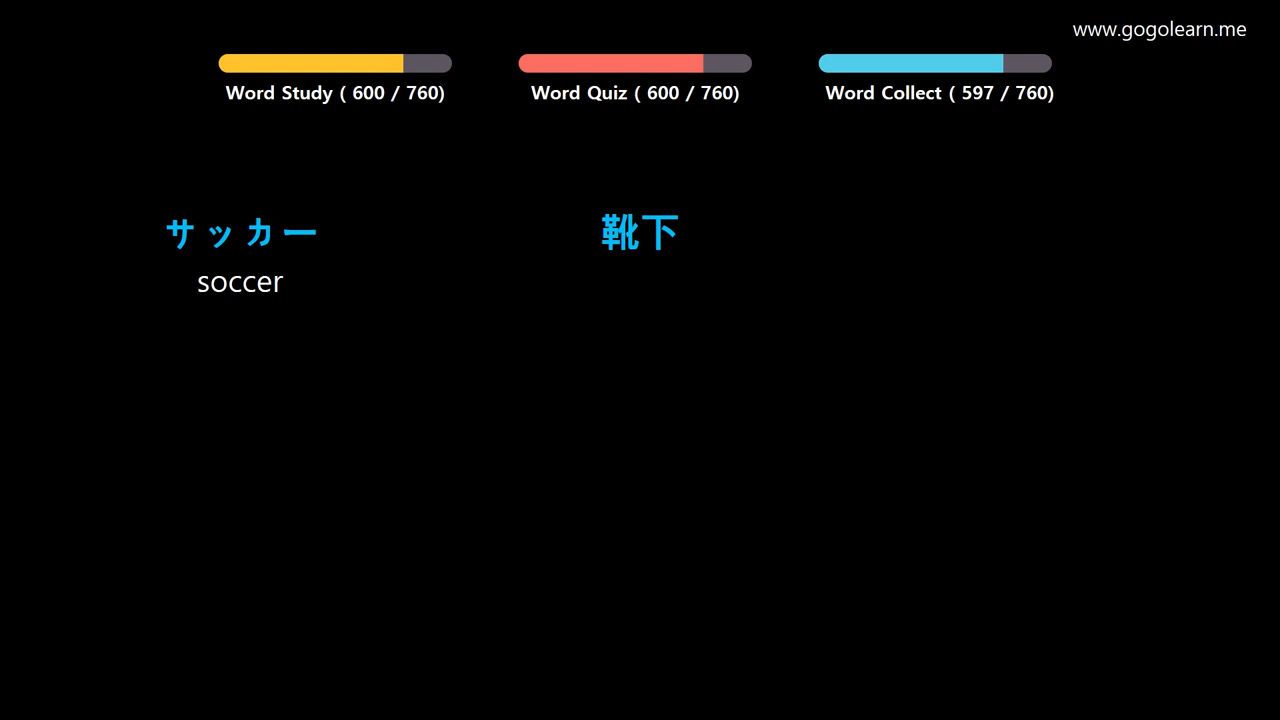 www.gogolearn.me
Word Study ( 600 / 760)
Word Quiz ( 600 / 760)
Word Collect ( 597 / 760)
サッカー
soccer
靴下